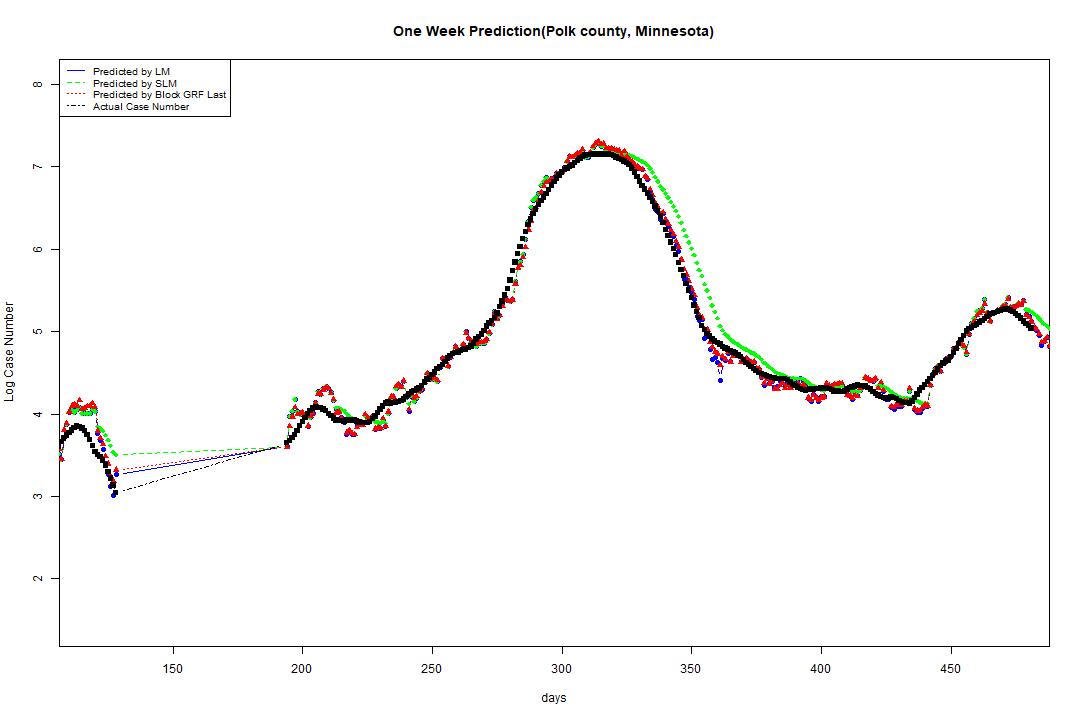 One Week Prediction(Polk county, Minnesota)
Predicted by LM
Predicted by SLM
Predicted by Block GRF Last
Actual Case Number
8
7
6
5
4
3
2
Log Case Number
150 200 250 300 350 400 450
days